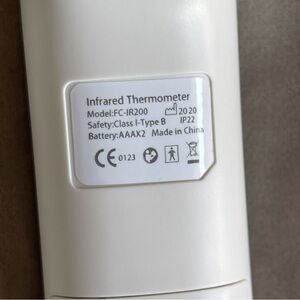 Infrared Thermometer
Model:FC-IR200 2020
Safety:Class I-Type B IP22
Battery:AAAX2 Made in China
CE 0123